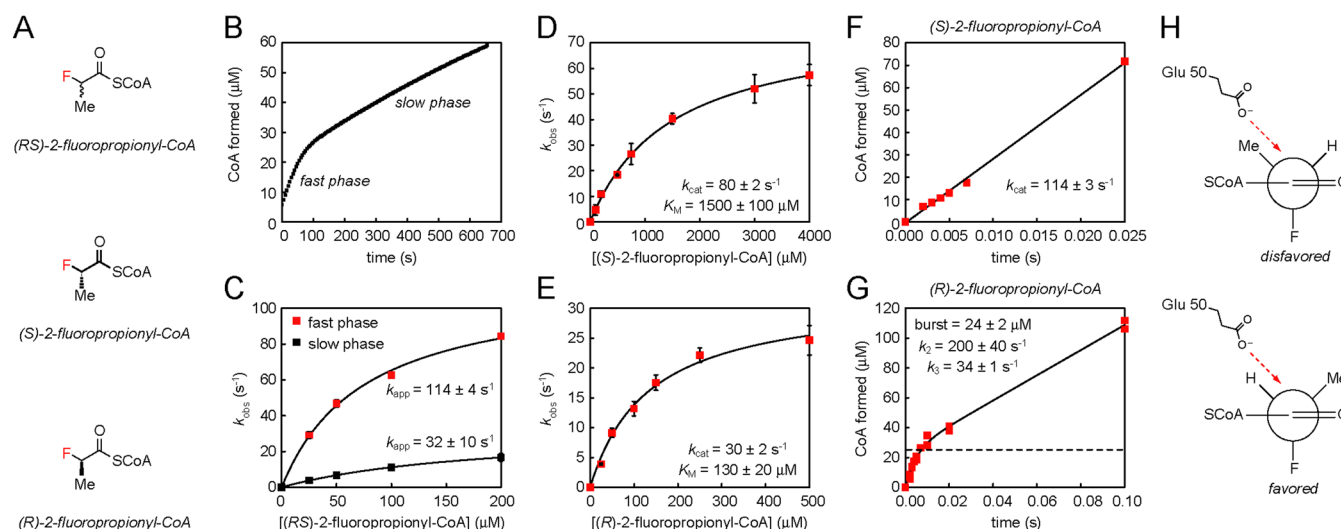 A
F
O
SCoA
Me
(RS)-2-fluoropropionyl-CoA
F
O
SCoA
Me
(S)-2-fluoropropionyl-CoA
F
O
SCoA
Me
(R)-2-fluoropropionyl-CoA
B
60
50
40
30
20
10
0
CoA formed (μM)
slow phase
fast phase
0 100 200 300 400 500 600 700
time (s)
C
100
80
60
40
20
0
kobs (s⁻¹)
fast phase
slow phase
kapp = 114 ± 4 s⁻¹
kapp = 32 ± 10 s⁻¹
0 50 100 150 200
[(RS)-2-fluoropropionyl-CoA] (μM)
D
70
60
50
40
30
20
10
0
kobs (s⁻¹)
kcat = 80 ± 2 s⁻¹
KM = 1500 ± 100 μM
0 1000 2000 3000 4000
[(S)-2-fluoropropionyl-CoA] (μM)
E
30
25
20
15
10
5
0
kobs (s⁻¹)
kcat = 30 ± 2 s⁻¹
KM = 130 ± 20 μM
0 100 200 300 400 500
[(R)-2-fluoropropionyl-CoA] (μM)
F
(S)-2-fluoropropionyl-CoA
80
70
60
50
40
30
20
10
0
CoA formed (μM)
kcat = 114 ± 3 s⁻¹
0.000 0.005 0.010 0.015 0.020 0.025
time (s)
G
(R)-2-fluoropropionyl-CoA
120
100
80
60
40
20
0
CoA formed (μM)
burst = 24 ± 2 μM
k2 = 200 ± 40 s⁻¹
k3 = 34 ± 1 s⁻¹
0 0.02 0.04 0.06 0.08 0.10
time (s)
H
Glu 50
O
O⁻
Me
H
SCoA
O
F
disfavored
Glu 50
O
O⁻
H
Me
SCoA
O
F
favored